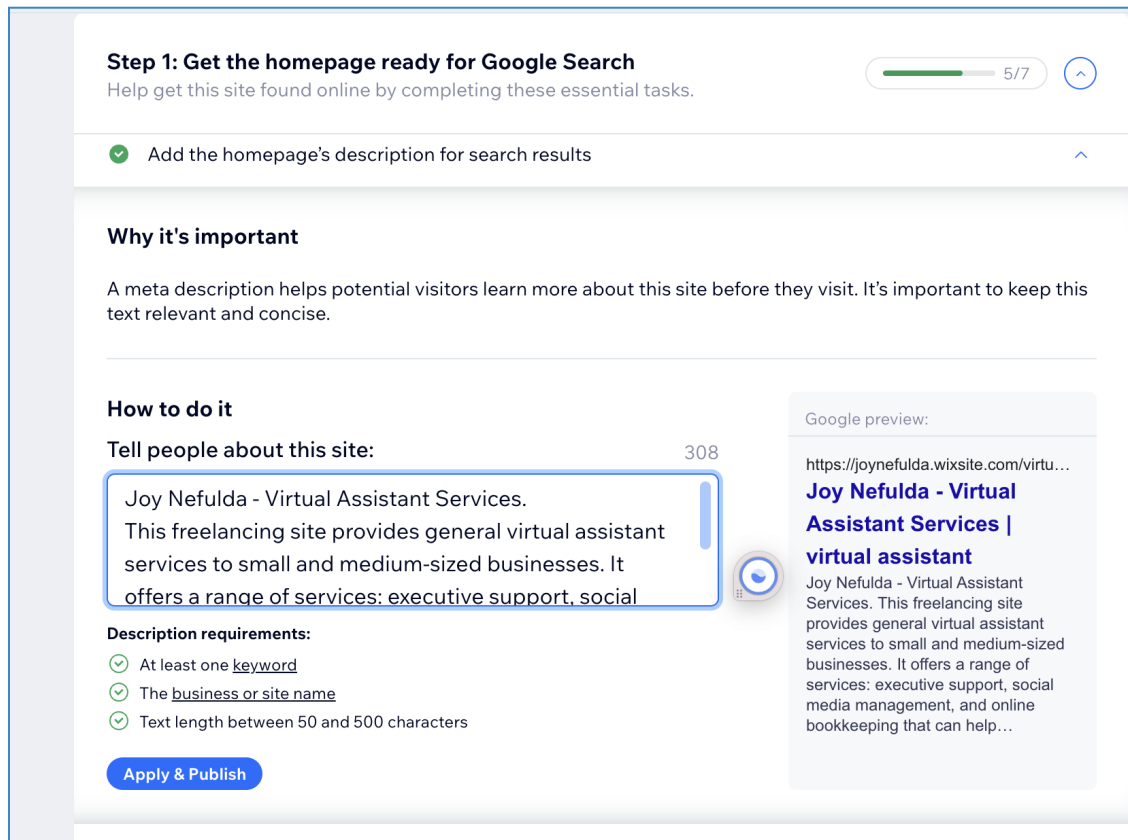 Step 1: Get the homepage ready for Google Search
5/7
Help get this site found online by completing these essential tasks.
Add the homepage’s description for search results
Why it's important
A meta description helps potential visitors learn more about this site before they visit. It’s important to keep this
text relevant and concise.
How to do it
Tell people about this site:
308
Joy Nefulda - Virtual Assistant Services.
This freelancing site provides general virtual assistant
services to small and medium-sized businesses. It
offers a range of services: executive support, social
Description requirements:
At least one keyword
The business or site name
Text length between 50 and 500 characters
Apply & Publish
Google preview:
https://joynefulda.wixsite.com/virtu...
Joy Nefulda - Virtual
Assistant Services |
virtual assistant
Joy Nefulda - Virtual Assistant
Services. This freelancing site
provides general virtual assistant
services to small and medium-sized
businesses. It offers a range of
services: executive support, social
media management, and online
bookkeeping that can help...